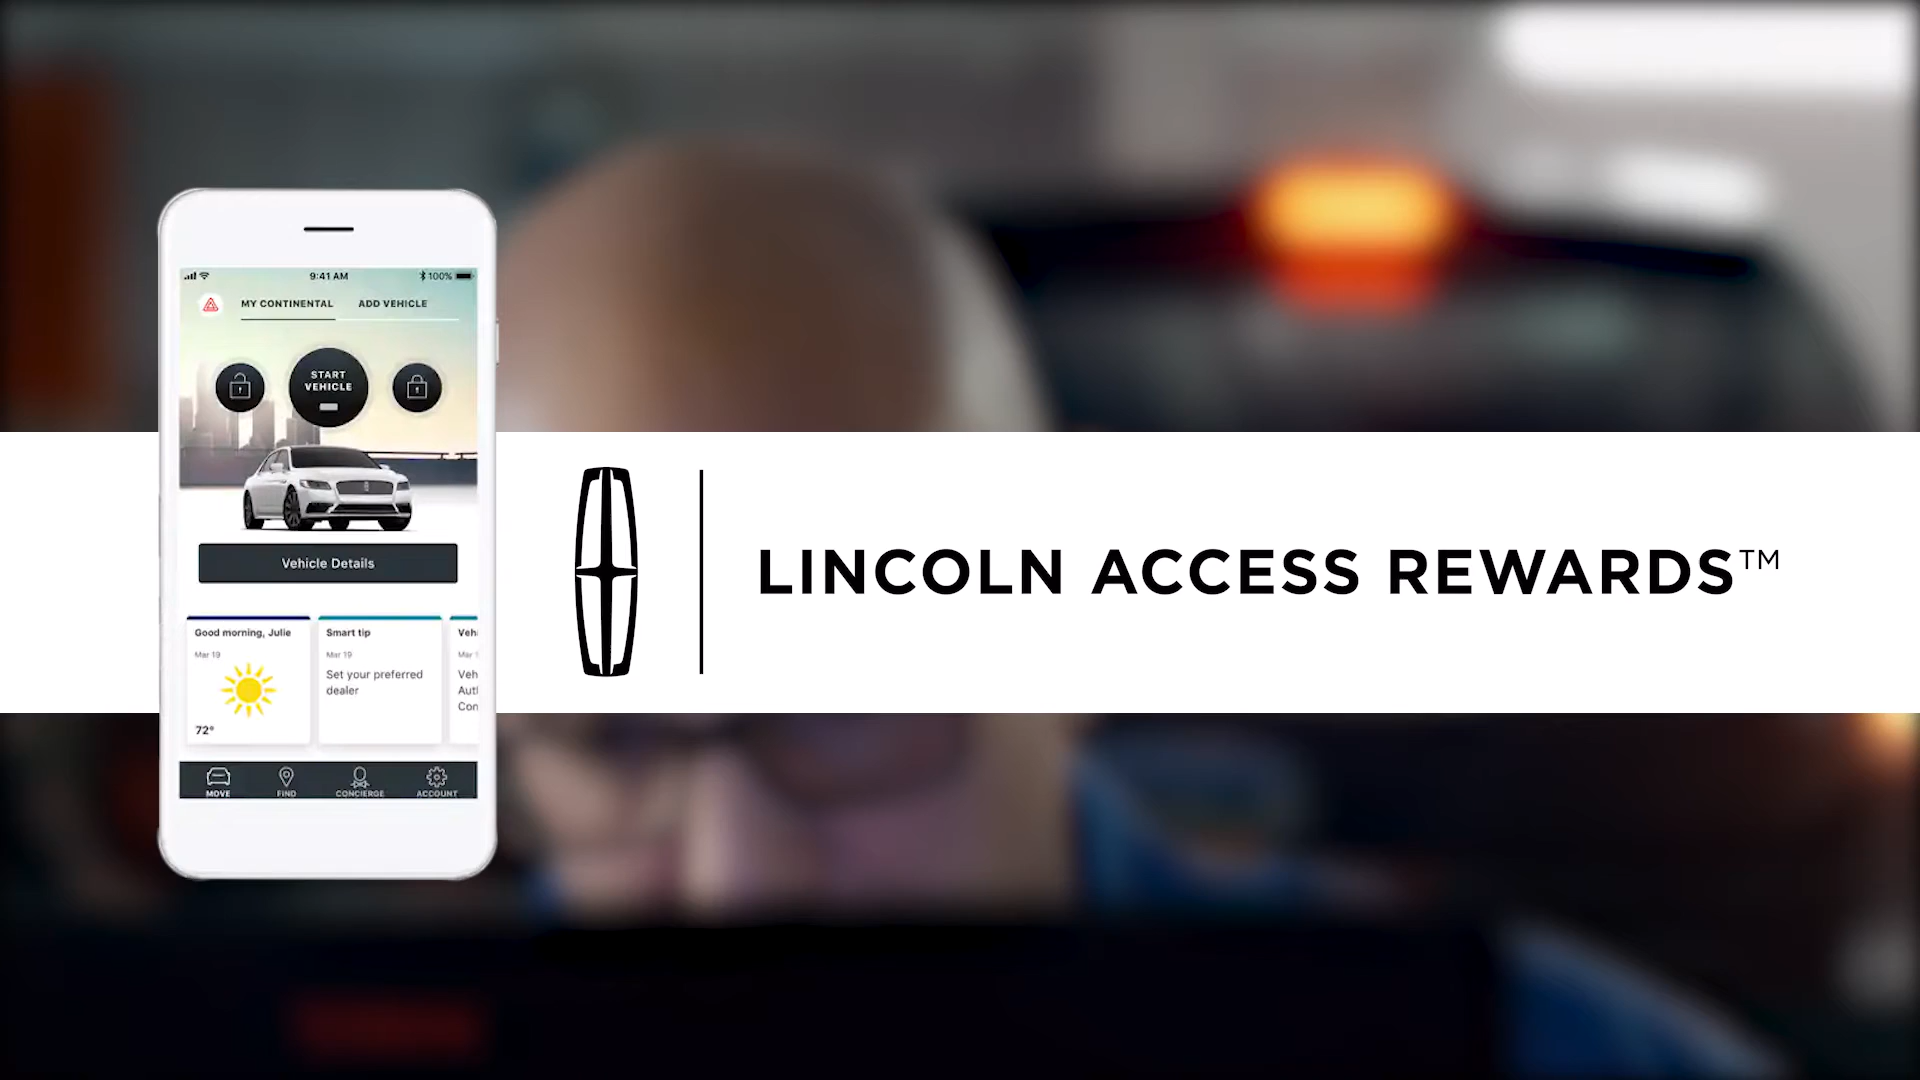 9:41 AM
100%
MY CONTINENTAL
ADD VEHICLE
START
VEHICLE
Vehicle Details
Good morning, Julie
Mar 19
72°
Smart tip
Mar 19
Set your preferred
dealer
MOVE
FIND
CONCIERGE
ACCOUNT
LINCOLN ACCESS REWARDS™